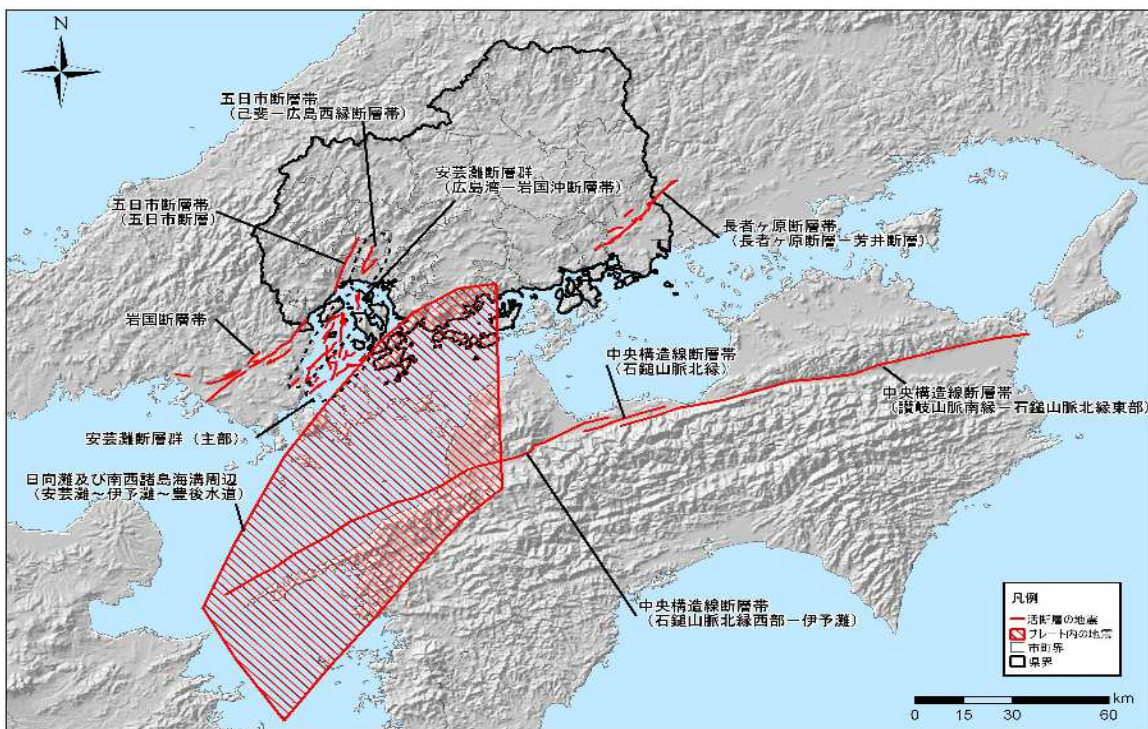 N
五日市断層帯
（己斐－広島西縁断層帯）
安芸灘断層群
（広島湾－岩国沖断層帯）
五日市断層帯
（五日市断層）
長者ヶ原断層帯
（長者ヶ原断層－芳井断層）
岩国断層帯
中央構造線断層帯
（石鎚山脈北縁）
中央構造線断層帯
（讃岐山脈南縁－石鎚山脈北縁東部）
安芸灘断層群（主部）
日向灘及び南西諸島海溝周辺
（安芸灘～伊予灘～豊後水道）
中央構造線断層帯
（石鎚山脈北縁西部－伊予灘）
凡例
活断層の地震
プレート内の地震
市町界
県界
0 15 30 60
km